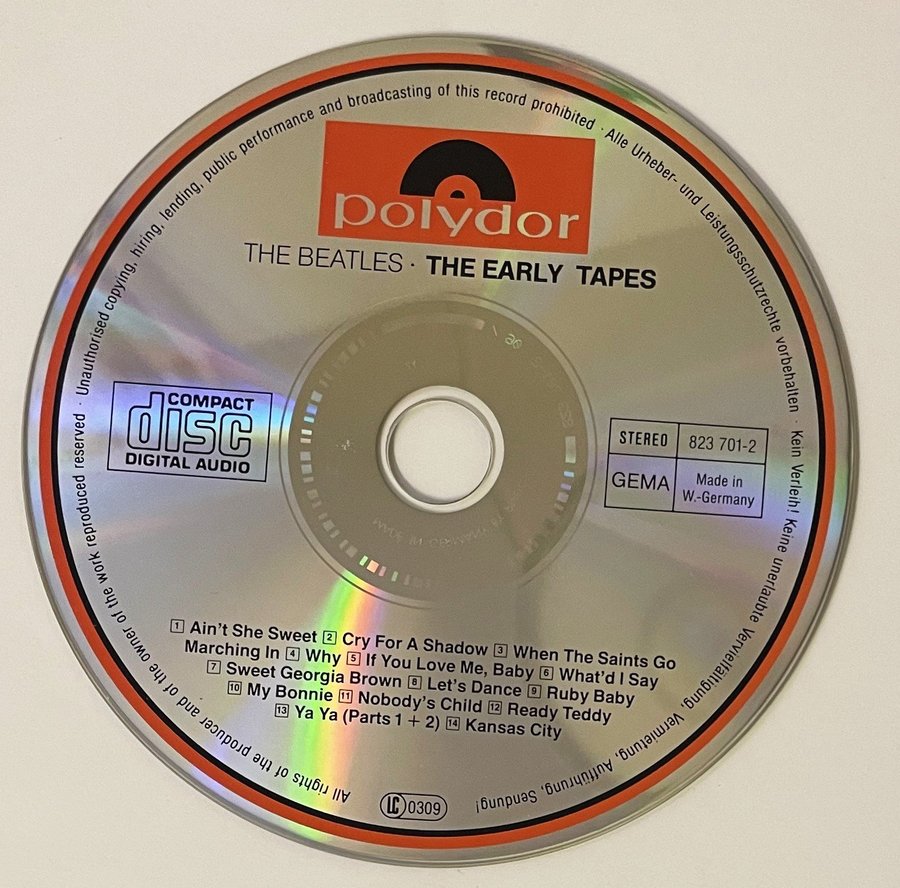 polydor
THE BEATLES · THE EARLY TAPES
COMPACT
disc
DIGITAL AUDIO
STEREO
823 701-2
GEMA
Made in
W.-Germany
1 Ain't She Sweet 2 Cry For A Shadow 3 When The Saints Go
Marching In 4 Why 5 If You Love Me, Baby 6 What'd I Say
7 Sweet Georgia Brown 8 Let's Dance 9 Ruby Baby
10 My Bonnie 11 Nobody's Child 12 Ready Teddy
13 Ya Ya (Parts 1 + 2) 14 Kansas City
LC 0309
All rights of the producer and of the owner of the work reproduced reserved · Unauthorised copying, hiring, lending, public performance and broadcasting of this record prohibited · Alle Urheber- und Leistungsschutzrechte vorbehalten · Kein Verleih! Keine unerlaubte Vervielfältigung, Vermietung, Aufführung, Sendung!
MADE IN GERMANY